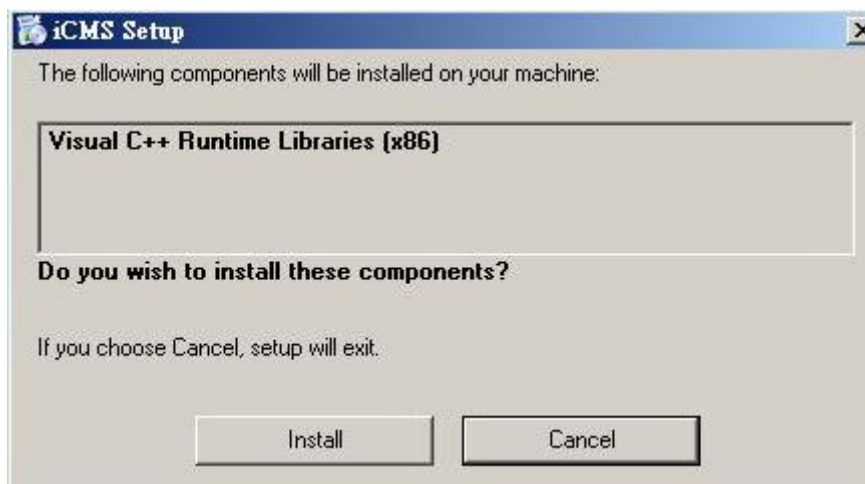 iCMS Setup
The following components will be installed on your machine:
Visual C++ Runtime Libraries (x86)
Do you wish to install these components?
If you choose Cancel, setup will exit.
Install
Cancel